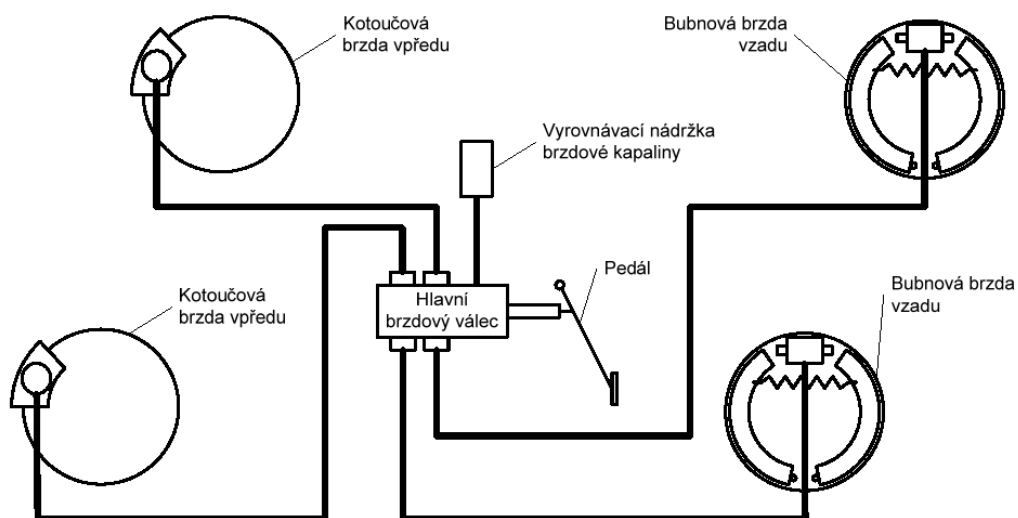 Kotoučová
brzda vpředu
Bubnová brzda
vzadu
Vyrovnávací nádržka
brzdové kapaliny
Pedál
Bubnová brzda
vzadu
Kotoučová
brzda vpředu
Hlavní
brzdový válec